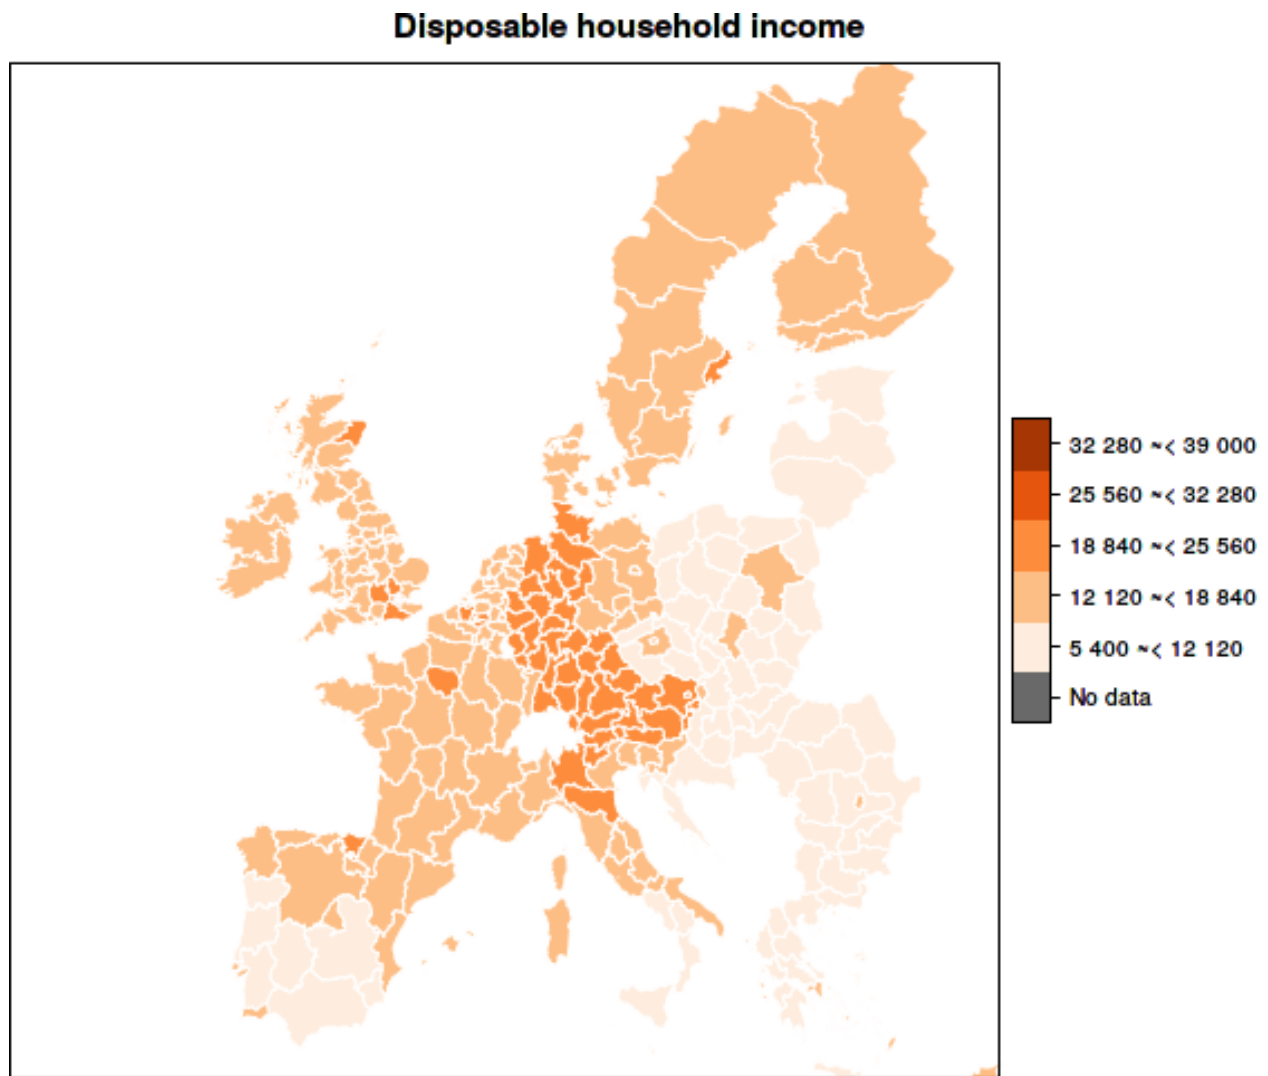 Disposable household income
32 280 ~< 39 000
25 560 ~< 32 280
18 840 ~< 25 560
12 120 ~< 18 840
5 400 ~< 12 120
No data